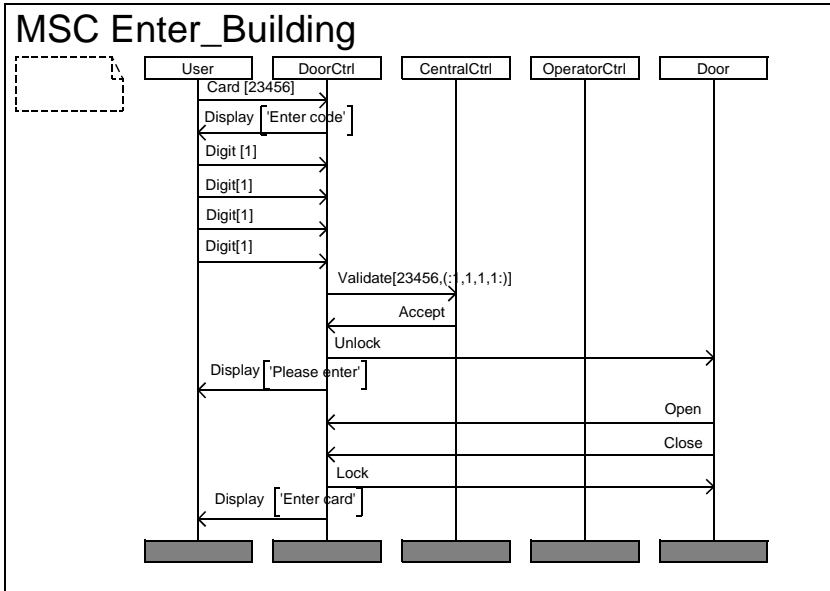 MSC Enter_Building
User DoorCtrl CentralCtrl OperatorCtrl Door
Card [23456]
Display ['Enter code']
Digit [1]
Digit[1]
Digit[1]
Digit[1]
Validate[23456,(:1,1,1,1:)]
Accept
Unlock
Display ['Please enter']
Open
Close
Lock
Display ['Enter card']